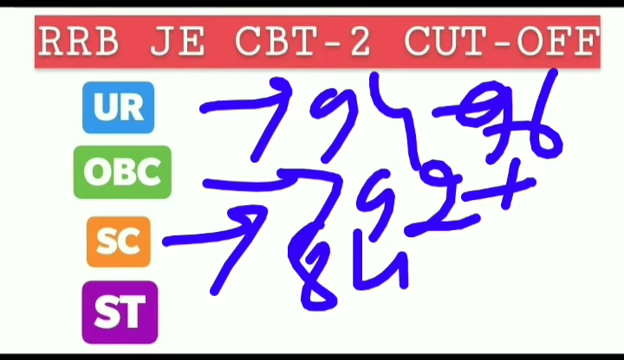 RRB JE CBT-2 CUT-OFF
UR → 94-96
OBC → 92+
SC → 84
ST